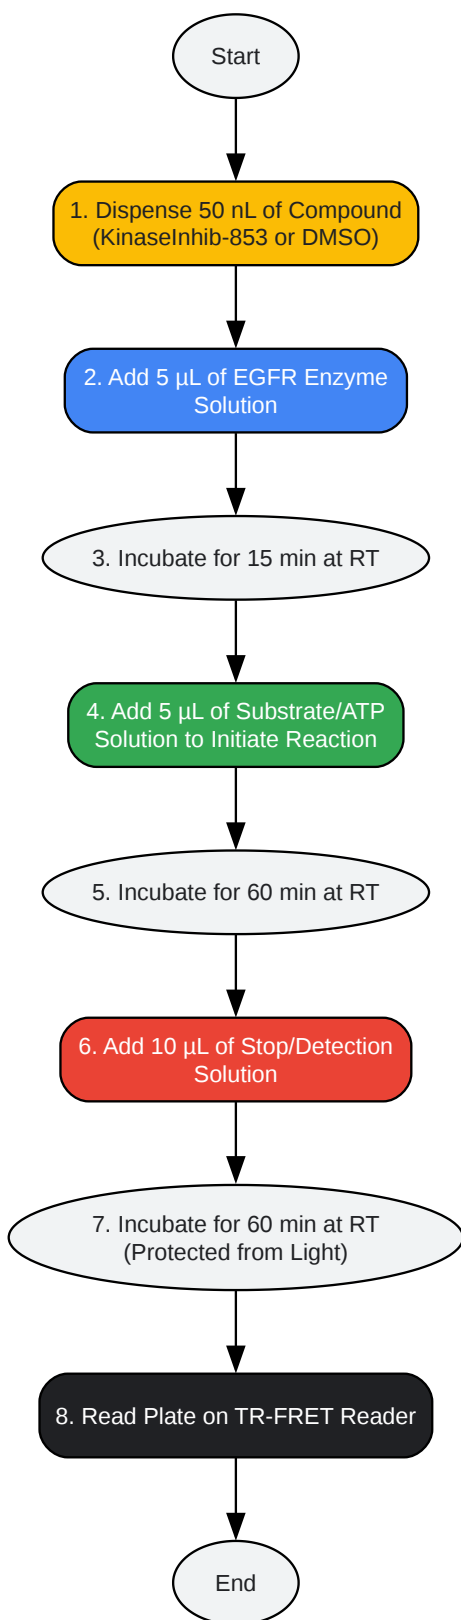 Start
1. Dispense 50 nL of Compound
(KinaseInhib-853 or DMSO)
2. Add 5 µL of EGFR Enzyme
Solution
3. Incubate for 15 min at RT
4. Add 5 µL of Substrate/ATP
Solution to Initiate Reaction
5. Incubate for 60 min at RT
6. Add 10 µL of Stop/Detection
Solution
7. Incubate for 60 min at RT
(Protected from Light)
8. Read Plate on TR-FRET Reader
End